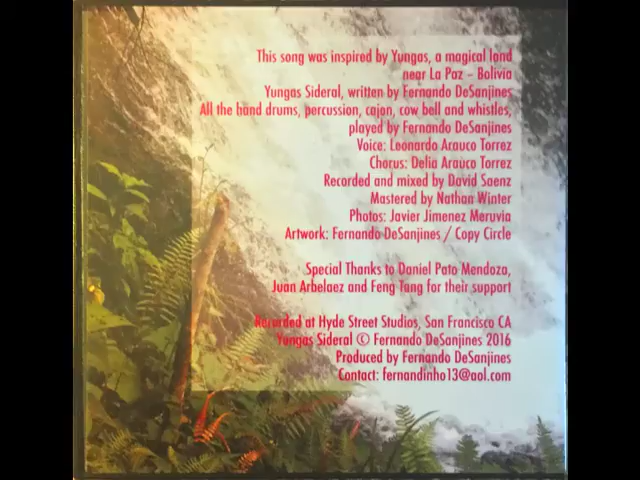 This song was inspired by Yungas, a magical land
near La Paz - Bolivia
Yungas Sideral, written by Fernando DeSanjines
All the hand drums, percussion, cajon, cow bell and whistles,
played by Fernando DeSanjines
Voice: Leonardo Arauco Torrez
Chorus: Delia Arauco Torrez
Recorded and mixed by David Saenz
Mastered by Nathan Winter
Photos: Javier Jimenez Meruvia
Artwork: Fernando DeSanjines / Copy Circle
Special Thanks to Daniel Pato Mendoza,
Juan Arbelaez and Feng Tang for their support
Recorded at Hyde Street Studios, San Francisco CA
Yungas Sideral © Fernando DeSanjines 2016
Produced by Fernando DeSanjines
Contact: fernandinho13@aol.com